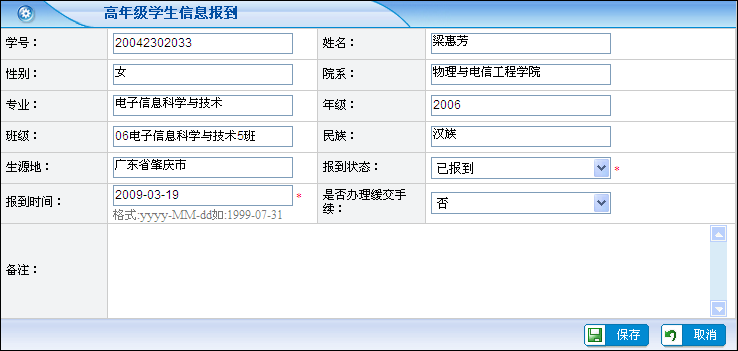 高年级学生信息报到
学号： 20042302033 姓名： 梁惠芳
性别： 女 院系： 物理与电信工程学院
专业： 电子信息科学与技术 年级： 2006
班级： 06电子信息科学与技术5班 民族： 汉族
生源地： 广东省肇庆市 报到状态： 已报到 *
报到时间： 2009-03-19 * 是否办理缓交手
续： 否
格式:yyyy-MM-dd如:1999-07-31
备注：
保存 取消